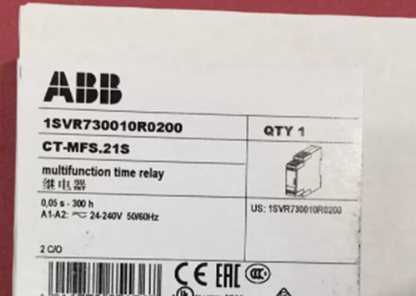 ABB
1SVR730010R0200
QTY 1
CT-MFS.21S
multifunction time relay
继电器
0,05 s - 300 h
A1-A2: 24-240V 50/60Hz
US: 1SVR730010R0200
2 C/O
CE EAC CCC